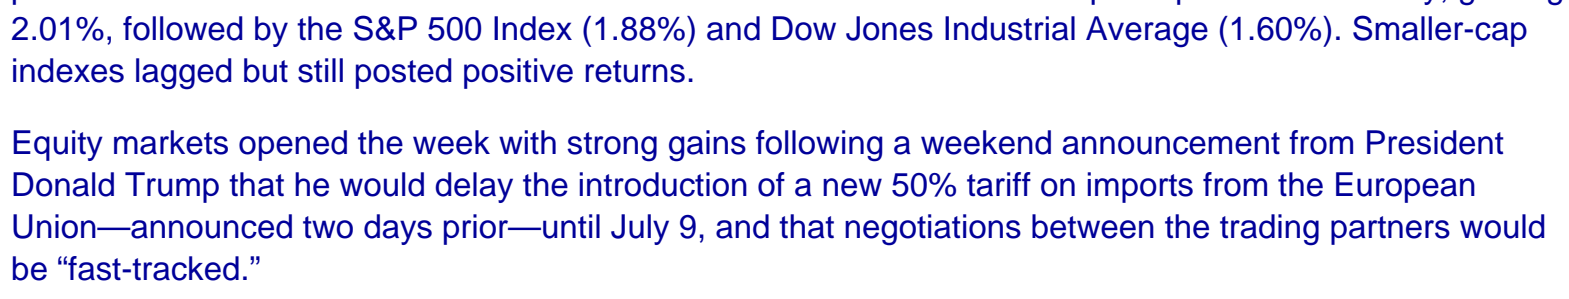 2.01%, followed by the S&P 500 Index (1.88%) and Dow Jones Industrial Average (1.60%). Smaller-cap
indexes lagged but still posted positive returns.
Equity markets opened the week with strong gains following a weekend announcement from President
Donald Trump that he would delay the introduction of a new 50% tariff on imports from the European
Union—announced two days prior—until July 9, and that negotiations between the trading partners would
be “fast-tracked.”